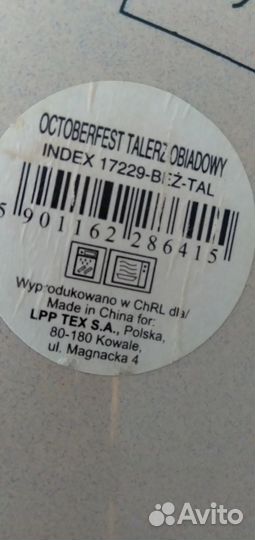 OCTOBERFEST TALERZ OBIADOWY
INDEX 17229-BEŻ-TAL
5 901162 286415
Wyprodukowano w ChRL dla/
Made in China for:
LPP TEX S.A., Polska,
80-180 Kowale,
ul. Magnacka 4
Avito